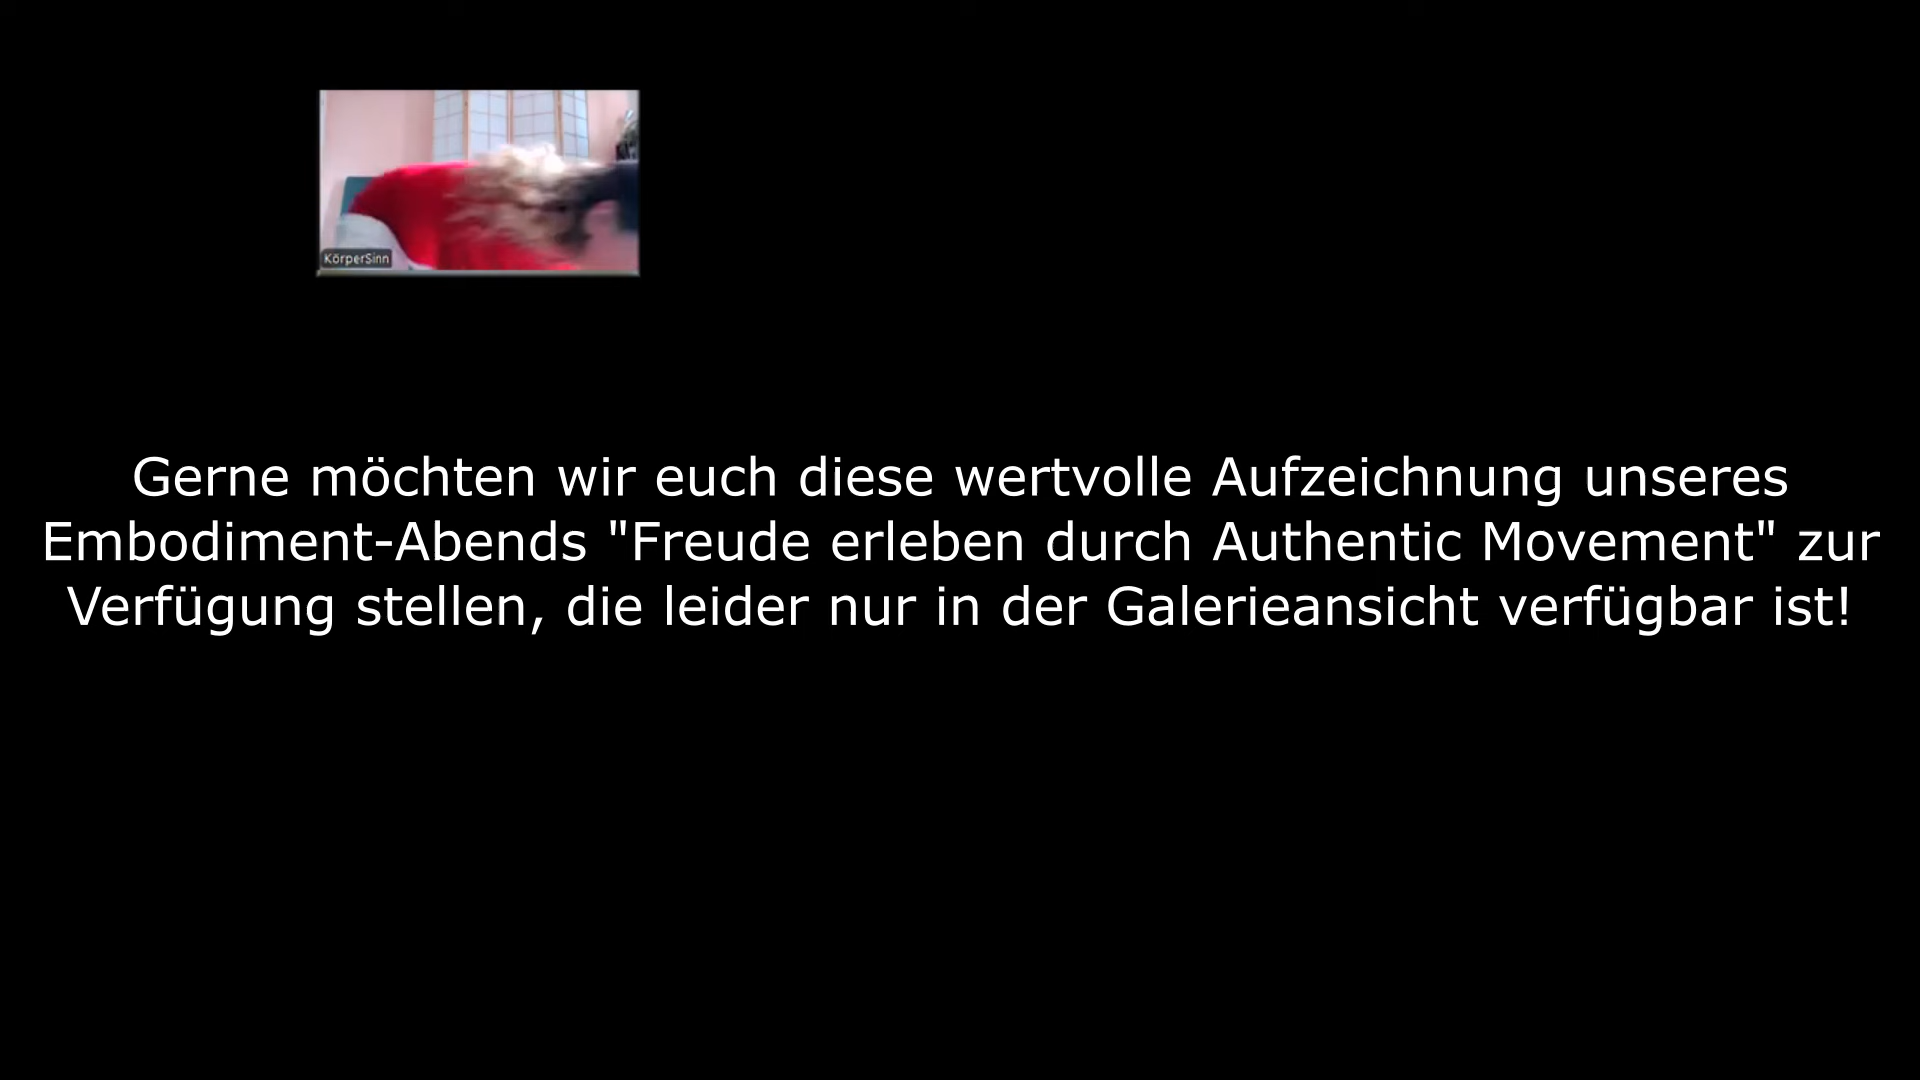 KörperSinn
Gerne möchten wir euch diese wertvolle Aufzeichnung unseres
Embodiment-Abends "Freude erleben durch Authentic Movement" zur
Verfügung stellen, die leider nur in der Galerieansicht verfügbar ist!